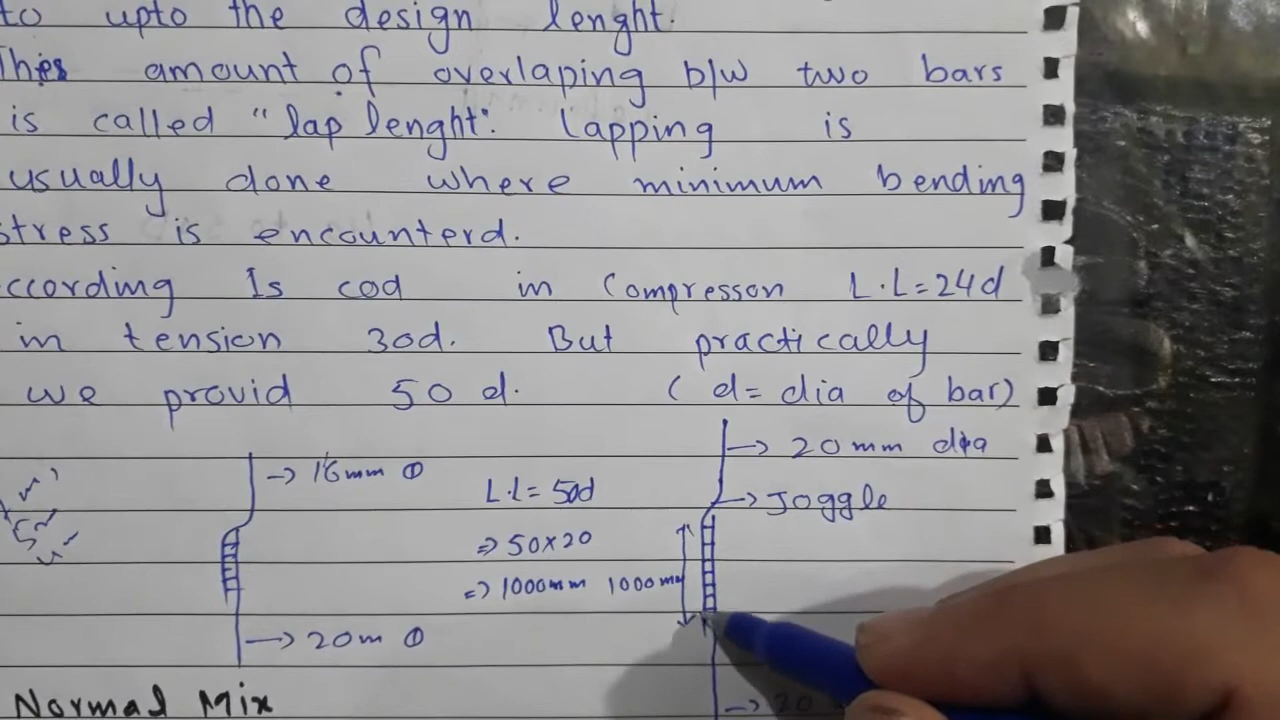 to upto the design lenght.
This amount of overlaping b/w two bars
is called "lap lenght". Lapping is
usually done where minimum bending
stress is encounterd.
ccording Is cod in Compresson L.L=24d
in tension 30d. But practically
we provid 50 d. (d= dia of bar)
→ 20mm dia
→ 16mm Φ
L.L= 50d
→ Joggle
⇒ 50×20
⇒ 1000mm 1000mm
→ 20m Φ
Normal Mix
→ 20